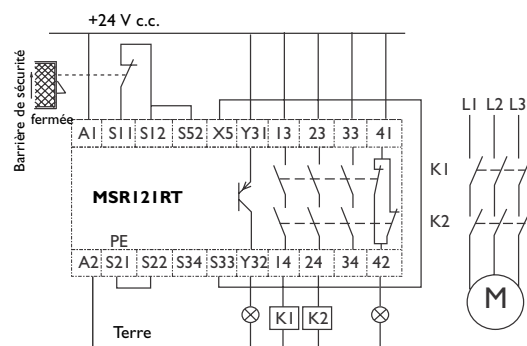 +24 V c.c.
Barrière de sécurité
fermée
A1 S11 S12 S52 X5 Y31 13 23 33 41
MSR121RT
PE
A2 S21 S22 S34 S33 Y32 14 24 34 42
K1 K2
Terre
L1 L2 L3
K1
K2
M